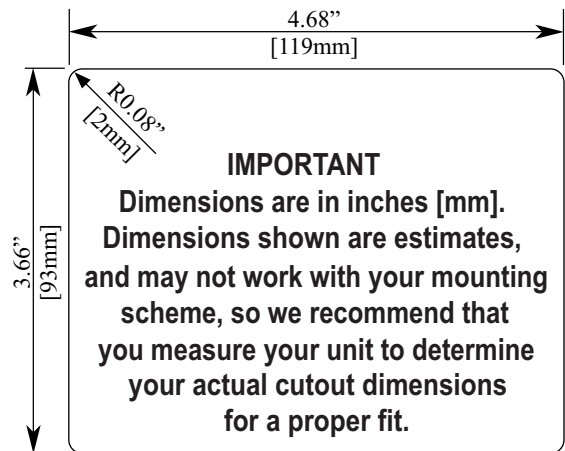 4.68”
[119mm]
R0.08”
[2mm]
3.66”
[93mm]
IMPORTANT
Dimensions are in inches [mm].
Dimensions shown are estimates,
and may not work with your mounting
scheme, so we recommend that
you measure your unit to determine
your actual cutout dimensions
for a proper fit.